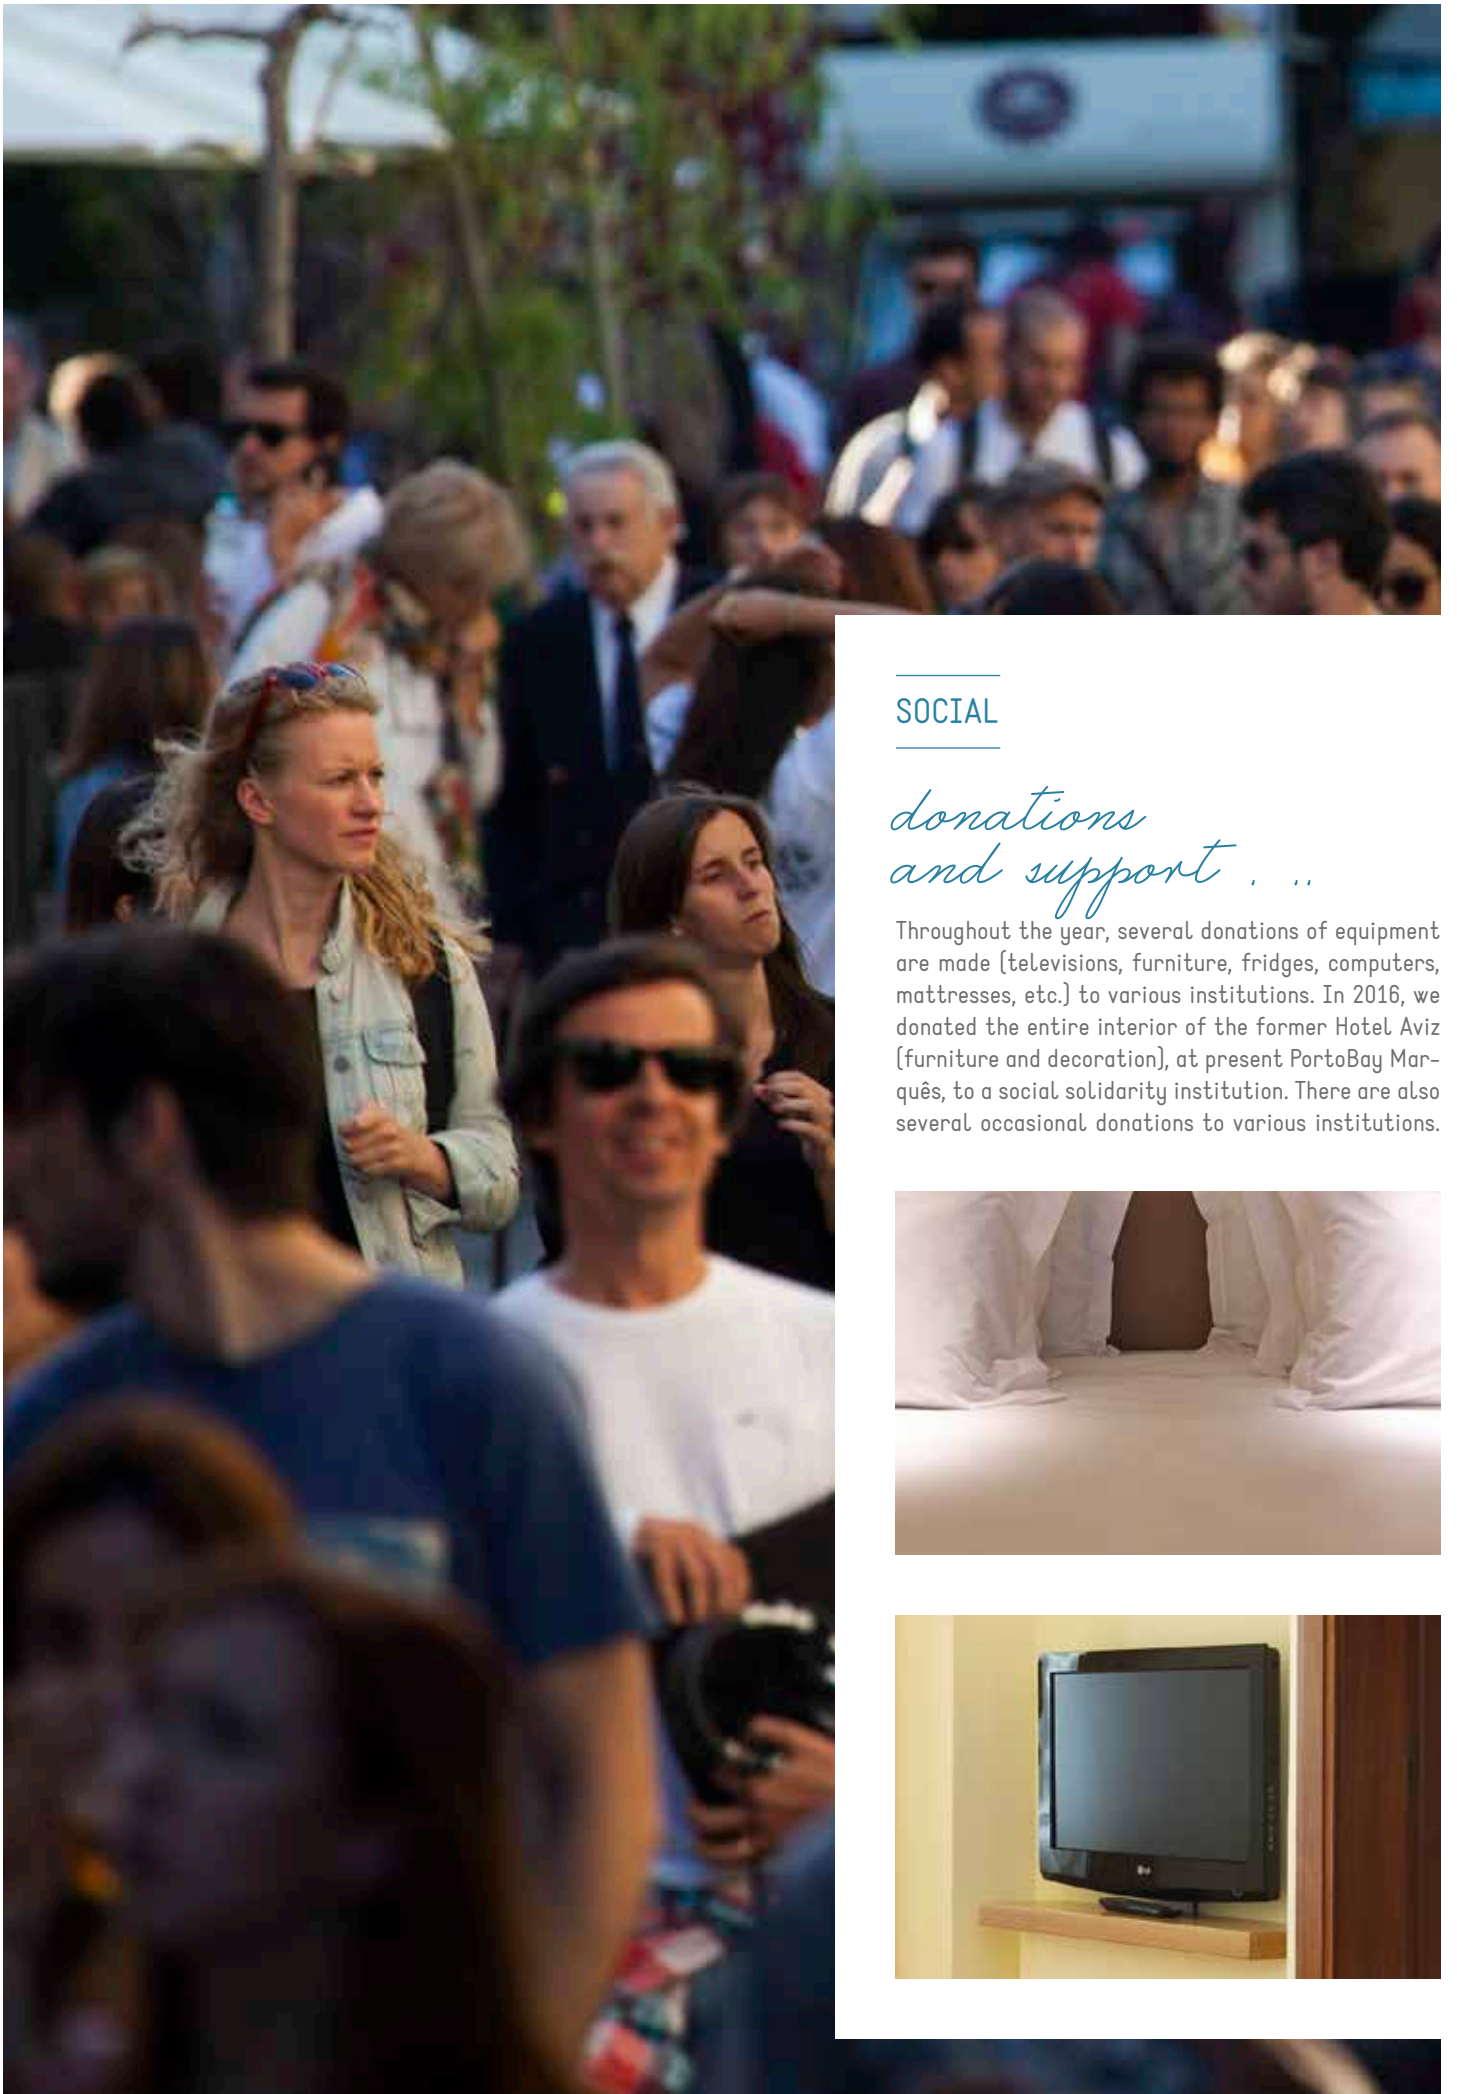 SOCIAL
donations
and support . ..
Throughout the year, several donations of equipment
are made (televisions, furniture, fridges, computers,
mattresses, etc.) to various institutions. In 2016, we
donated the entire interior of the former Hotel Aviz
(furniture and decoration), at present PortoBay Mar-
quês, to a social solidarity institution. There are also
several occasional donations to various institutions.
LG